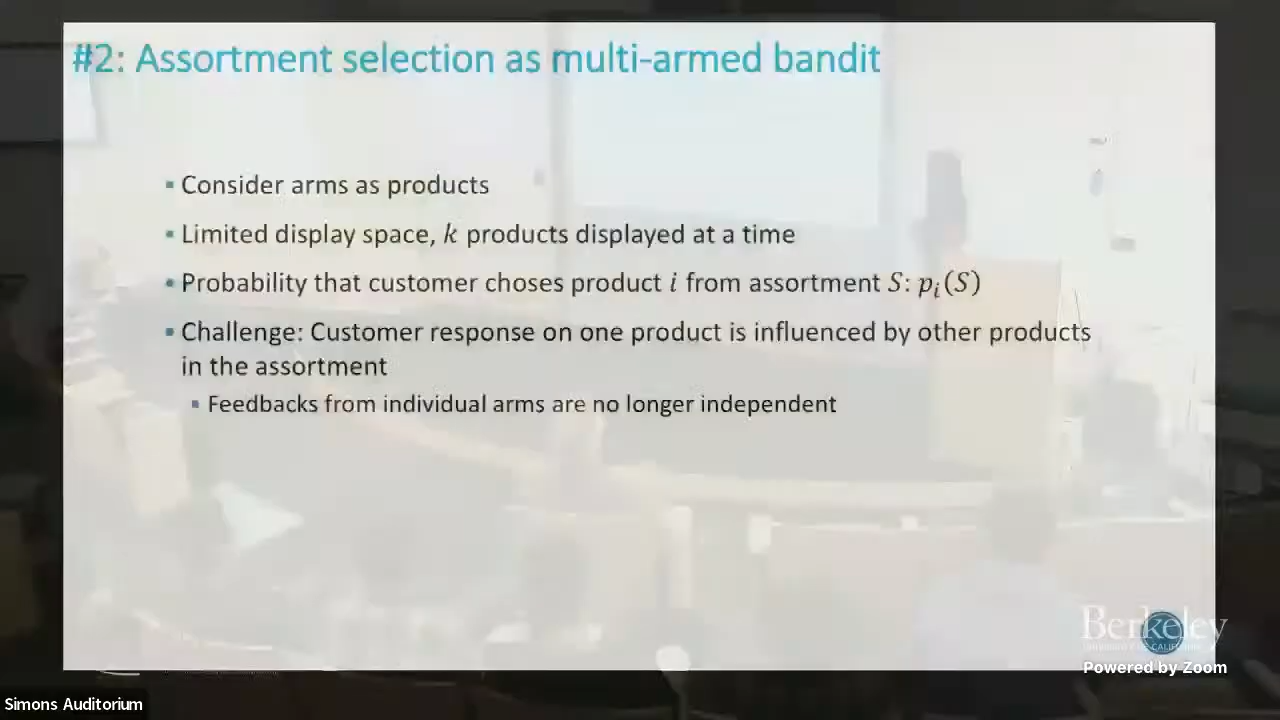 #2: Assortment selection as multi-armed bandit
▪ Consider arms as products
▪ Limited display space, k products displayed at a time
▪ Probability that customer choses product i from assortment S: pᵢ(S)
▪ Challenge: Customer response on one product is influenced by other products
in the assortment
▪ Feedbacks from individual arms are no longer independent
Berkeley
Powered by Zoom
Simons Auditorium